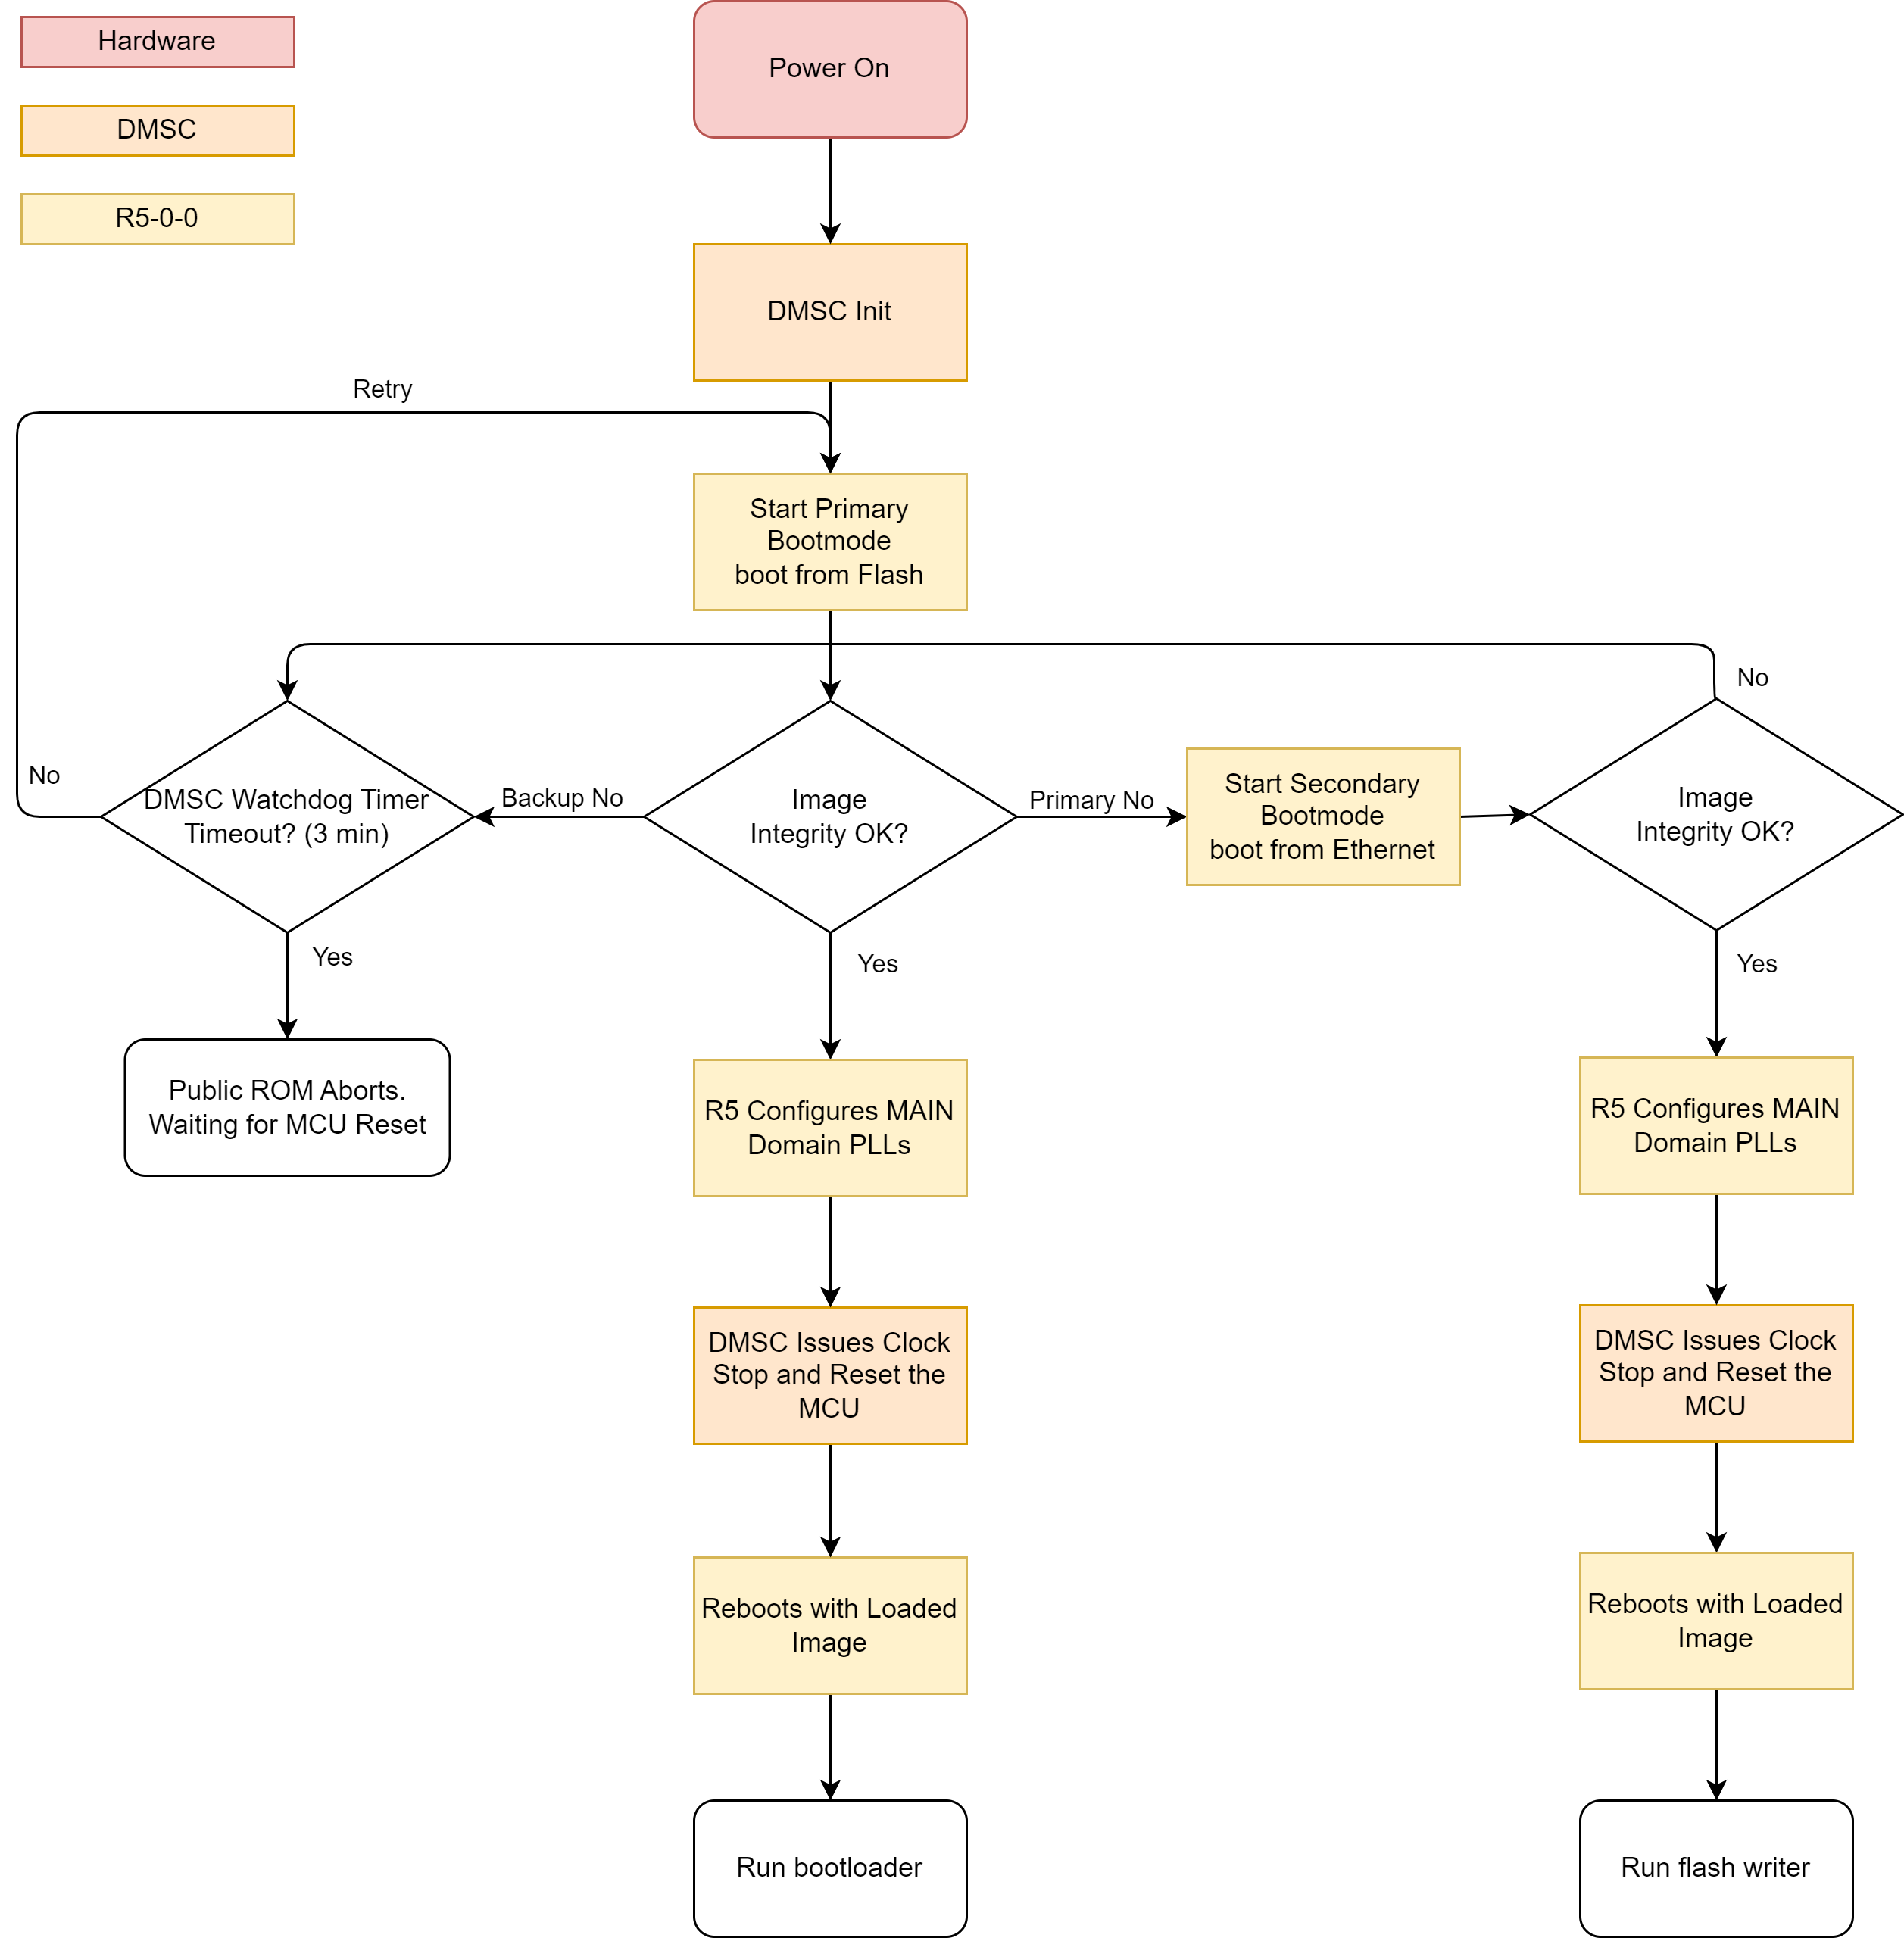 Hardware
DMSC
R5-0-0
Power On
DMSC Init
Retry
Start Primary
Bootmode
boot from Flash
No
No
DMSC Watchdog Timer
Timeout? (3 min)
Backup No
Image
Integrity OK?
Primary No
Start Secondary
Bootmode
boot from Ethernet
Image
Integrity OK?
Yes
Yes
Yes
Public ROM Aborts.
Waiting for MCU Reset
R5 Configures MAIN
Domain PLLs
R5 Configures MAIN
Domain PLLs
DMSC Issues Clock
Stop and Reset the
MCU
DMSC Issues Clock
Stop and Reset the
MCU
Reboots with Loaded
Image
Reboots with Loaded
Image
Run bootloader
Run flash writer